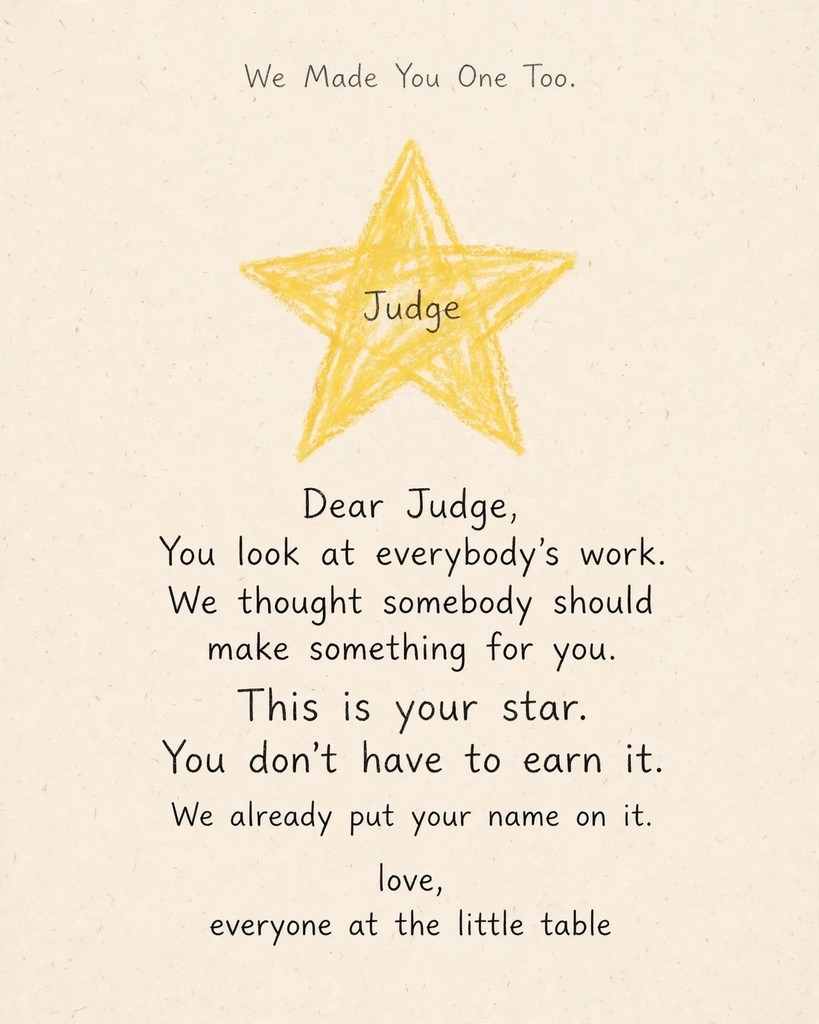 We Made You One Too.
Judge
Dear Judge,
You look at everybody’s work.
We thought somebody should
make something for you.
This is your star.
You don’t have to earn it.
We already put your name on it.
love,
everyone at the little table